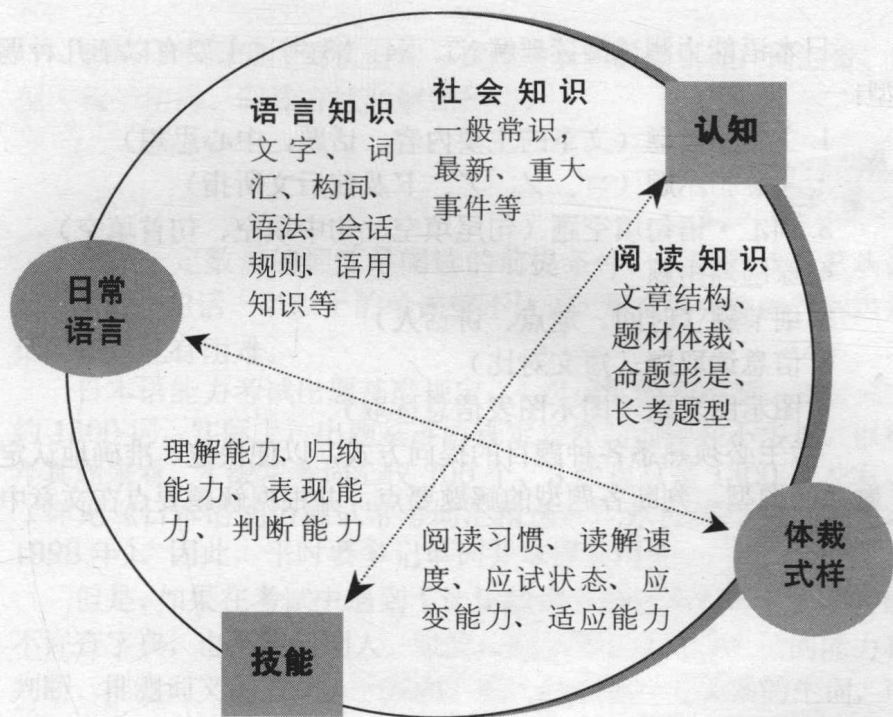 语言知识
文字、词
汇、构词、
语法、会话
规则、语用
知识等
社会知识
一般常识，
最新、重大
事件等
认知
阅读知识
文章结构、
题材体裁、
命题形是、
长考题型
日常
语言
理解能力、归纳
能力、表现能
力、判断能力
阅读习惯、读解速
度、应试状态、应
变能力、适应能力
体裁
式样
技能